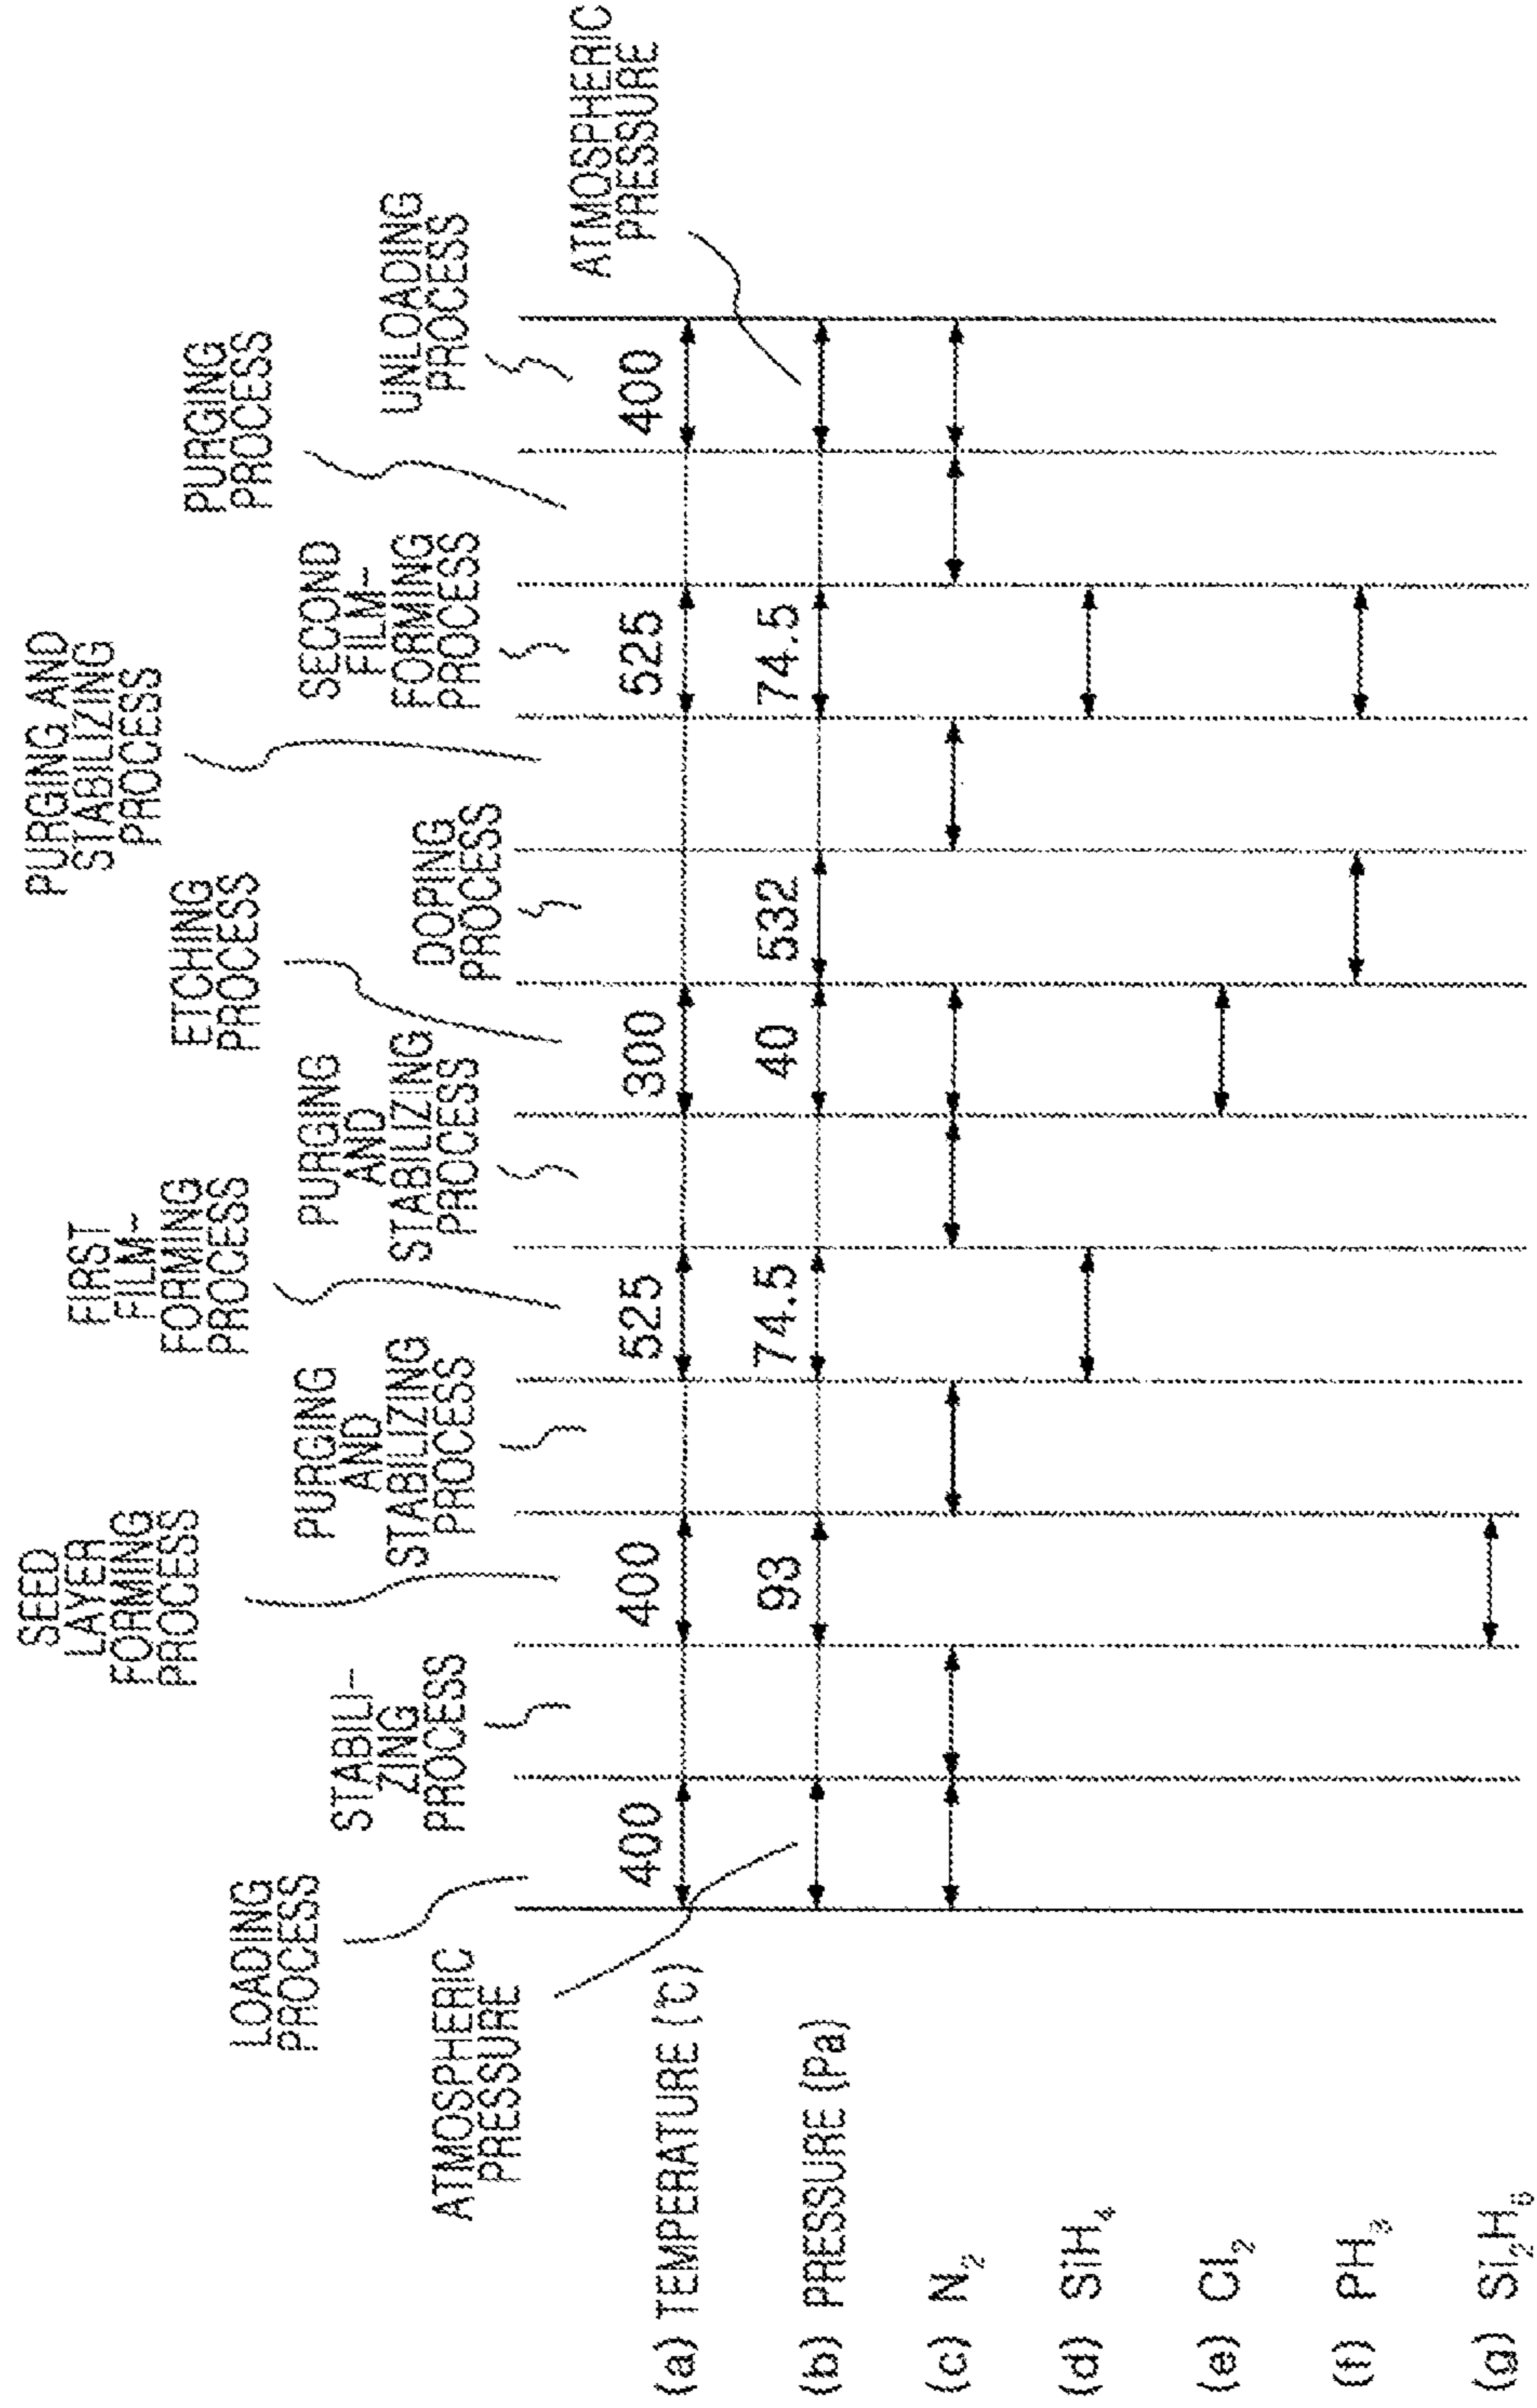 LOADING
PROCESS
STABILI-
ZING
PROCESS
SEED
LAYER
FORMING
PROCESS
PURGING
AND
STABILIZING
PROCESS
FIRST
FILM-
FORMING
PROCESS
PURGING
AND
STABILIZING
PROCESS
ETCHING
PROCESS
DOPING
PROCESS
PURGING AND
STABILIZING
PROCESS
SECOND
FILM-
FORMING
PROCESS
PURGING
PROCESS
UNLOADING
PROCESS
ATMOSPHERIC
PRESSURE
ATMOSPHERIC
PRESSURE
(a) TEMPERATURE (℃) 400 400 525 300 525 400
(b) PRESSURE (Pa) 93 74.5 40 532 74.5
(c) N₂
(d) SiH₄
(e) Cl₂
(f) PH₃
(g) Si₂H₆